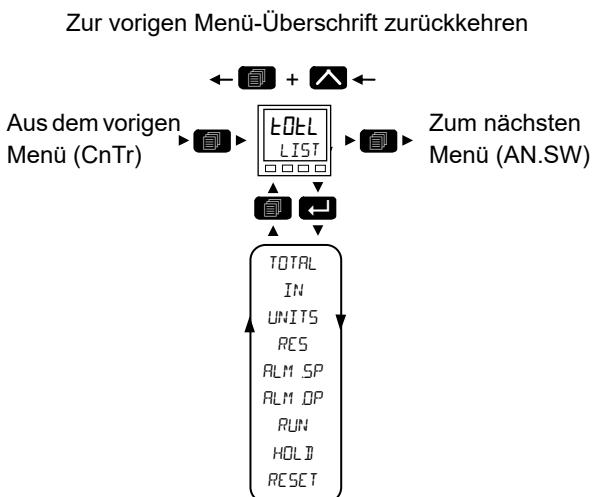 Zur vorigen Menü-Überschrift zurückkehren
+
Aus dem vorigen
Menü (CnTr)
tOtL
LIST
Zum nächsten
Menü (AN.SW)
TOTAL
IN
UNITS
RES
ALM.SP
ALM.OP
RUN
HOLD
RESET